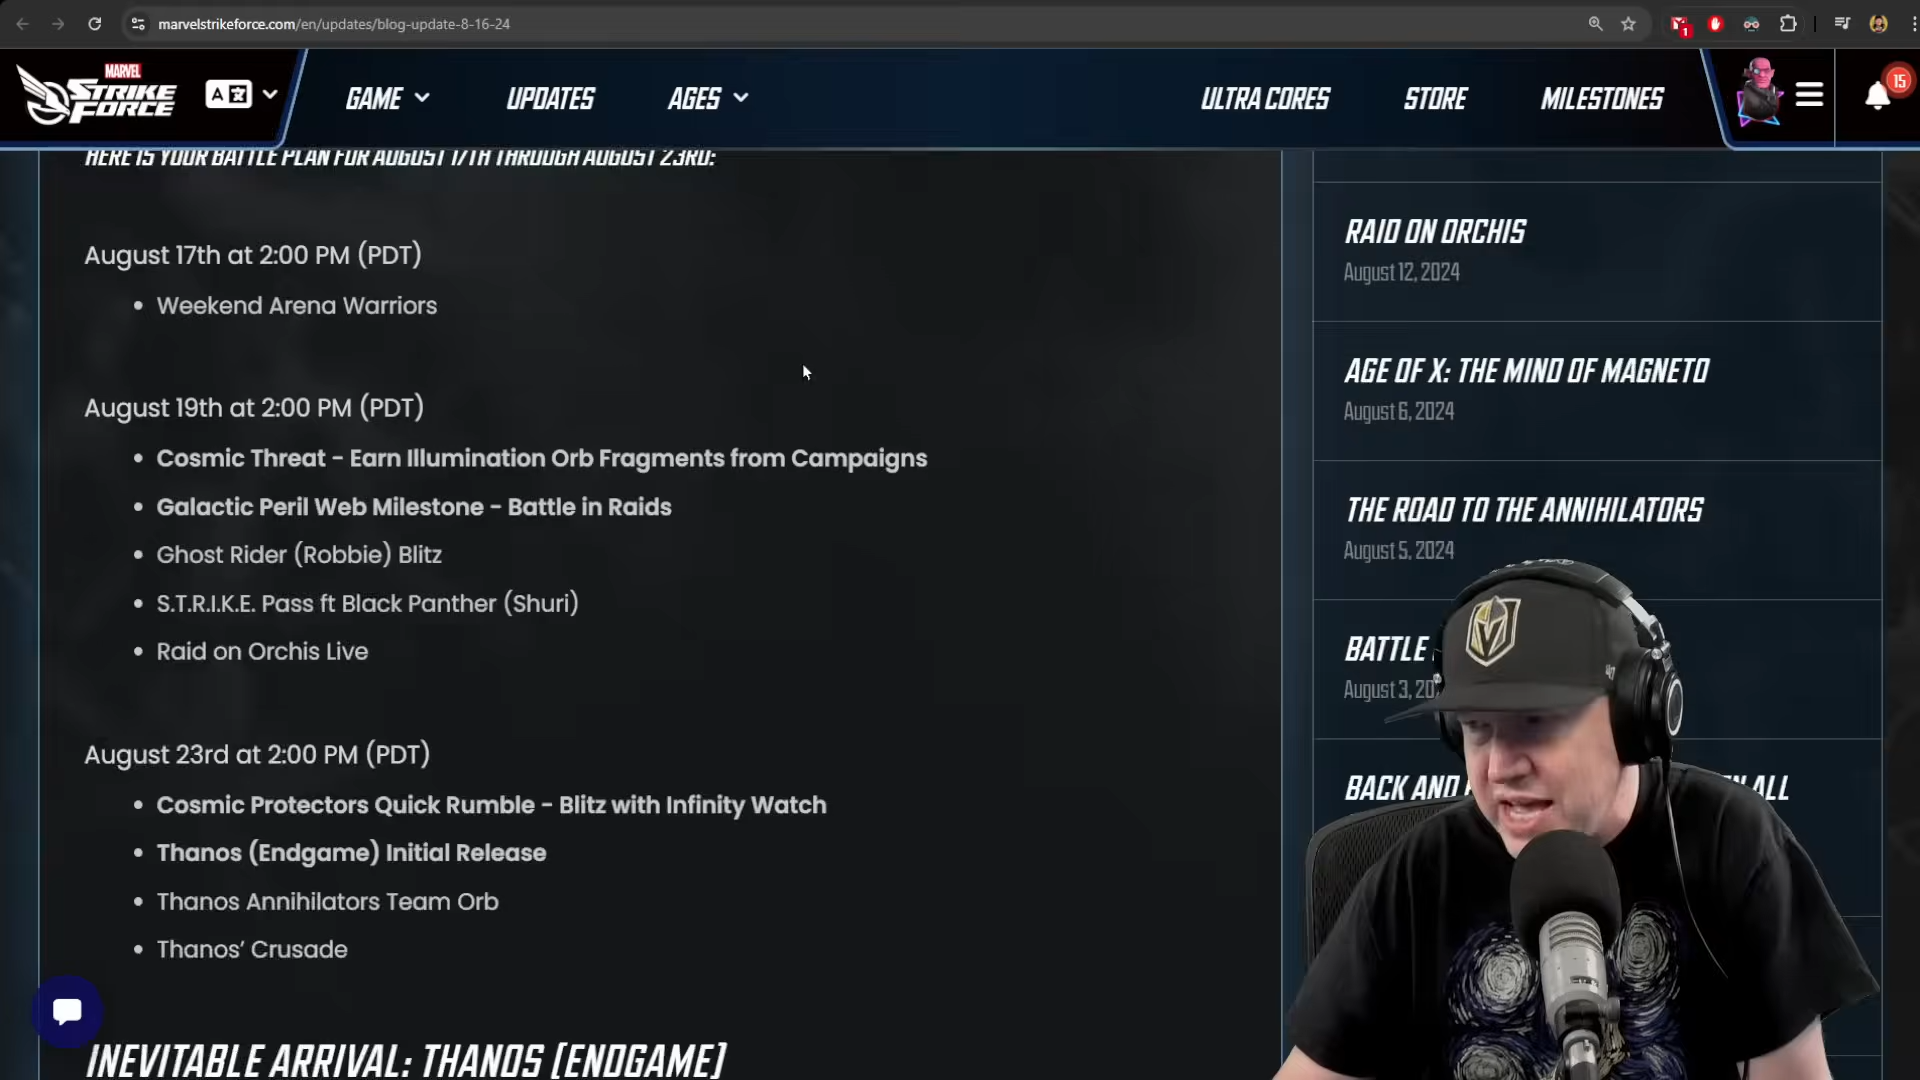 marvelstrikeforce.com/en/updates/blog-update-8-16-24
1
MARVEL
STRIKE
FORCE
A
GAME
UPDATES
AGES
ULTRA CORES
STORE
MILESTONES
15
HERE IS YOUR BATTLE PLAN FOR AUGUST 17TH THROUGH AUGUST 23RD:
August 17th at 2:00 PM (PDT)
• Weekend Arena Warriors
August 19th at 2:00 PM (PDT)
• Cosmic Threat - Earn Illumination Orb Fragments from Campaigns
• Galactic Peril Web Milestone - Battle in Raids
• Ghost Rider (Robbie) Blitz
• S.T.R.I.K.E. Pass ft Black Panther (Shuri)
• Raid on Orchis Live
August 23rd at 2:00 PM (PDT)
• Cosmic Protectors Quick Rumble - Blitz with Infinity Watch
• Thanos (Endgame) Initial Release
• Thanos Annihilators Team Orb
• Thanos’ Crusade
INEVITABLE ARRIVAL: THANOS [ENDGAME]
RAID ON ORCHIS
August 12, 2024
AGE OF X: THE MIND OF MAGNETO
August 6, 2024
THE ROAD TO THE ANNIHILATORS
August 5, 2024
BATTLE
August 3, 20
BACK AND ALL